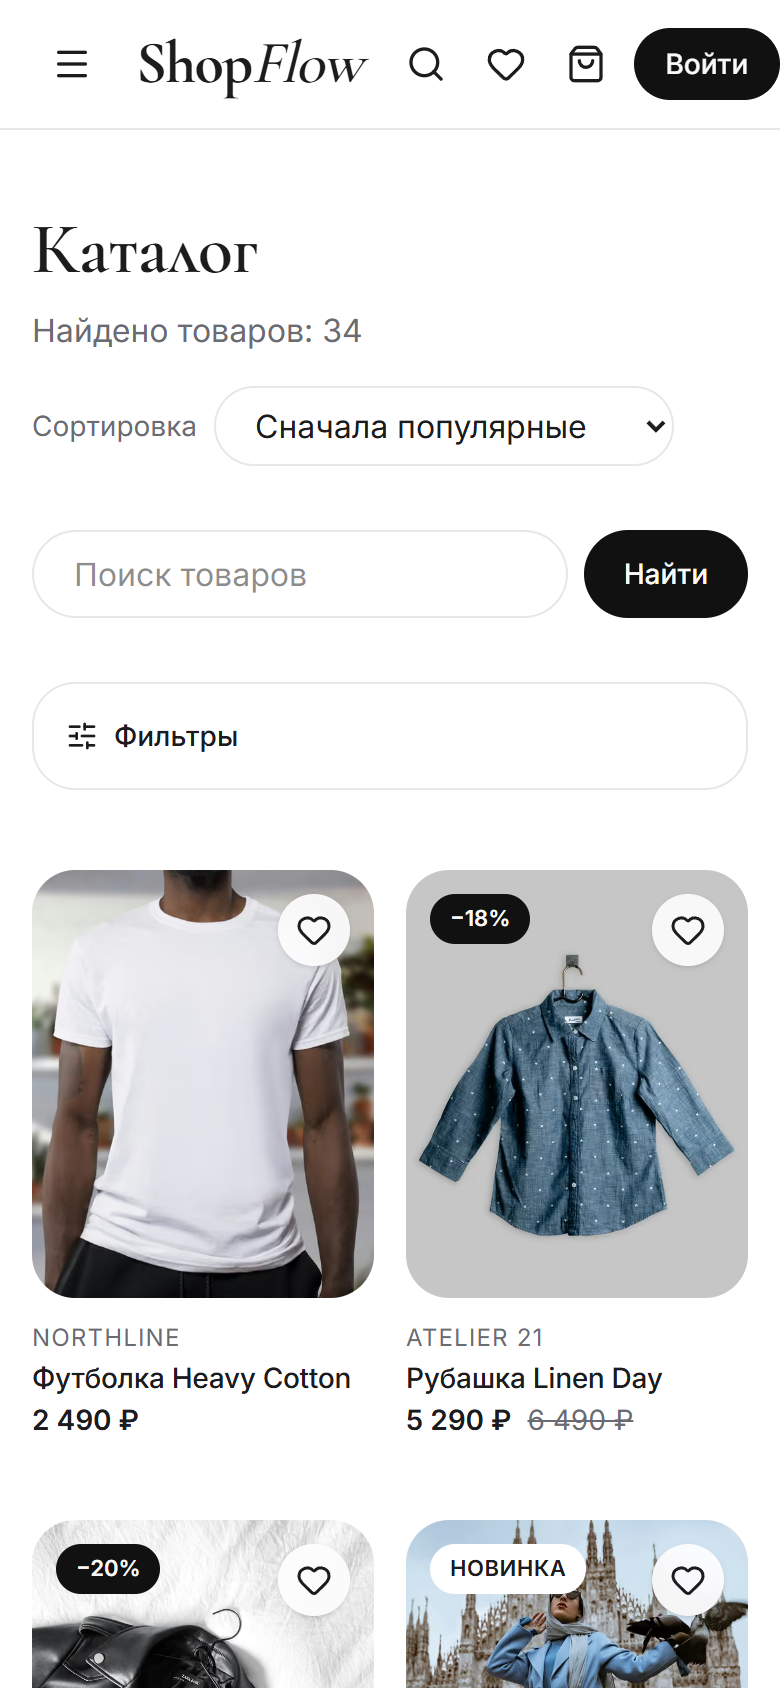 ShopFlow
Войти
Каталог
Найдено товаров: 34
Сортировка
Сначала популярные
Поиск товаров
Найти
Фильтры
−18%
NORTHLINE
Футболка Heavy Cotton
2 490 ₽
ATELIER 21
Рубашка Linen Day
5 290 ₽ 6 490 ₽
−20%
НОВИНКА